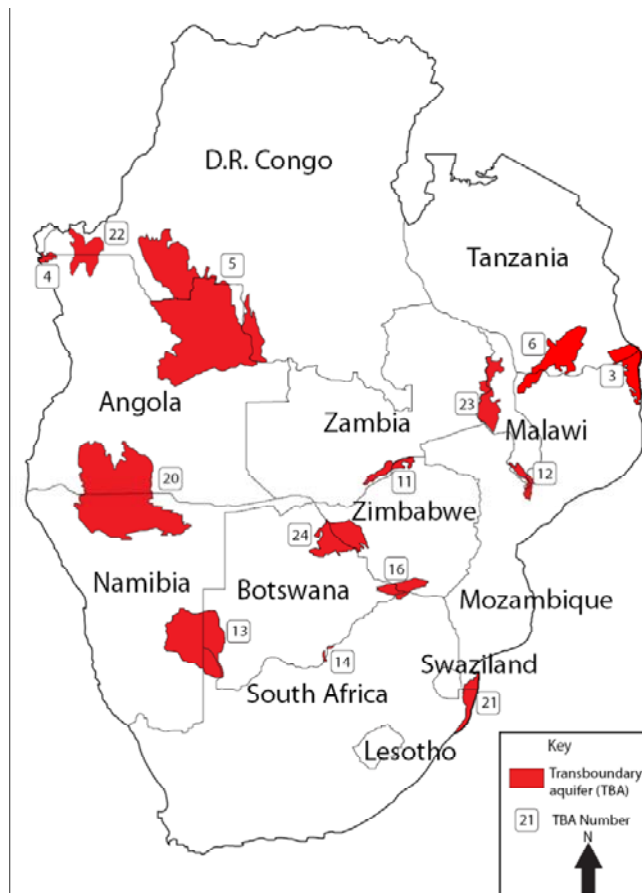 D.R. Congo
22
4
5
Tanzania
6
3
Angola
Zambia
23
Malawi
12
11
20
Zimbabwe
24
16
Namibia
Botswana
Mozambique
13
14
Swaziland
South Africa
21
Lesotho
Key
Transboundary
aquifer (TBA)
21
TBA Number
N